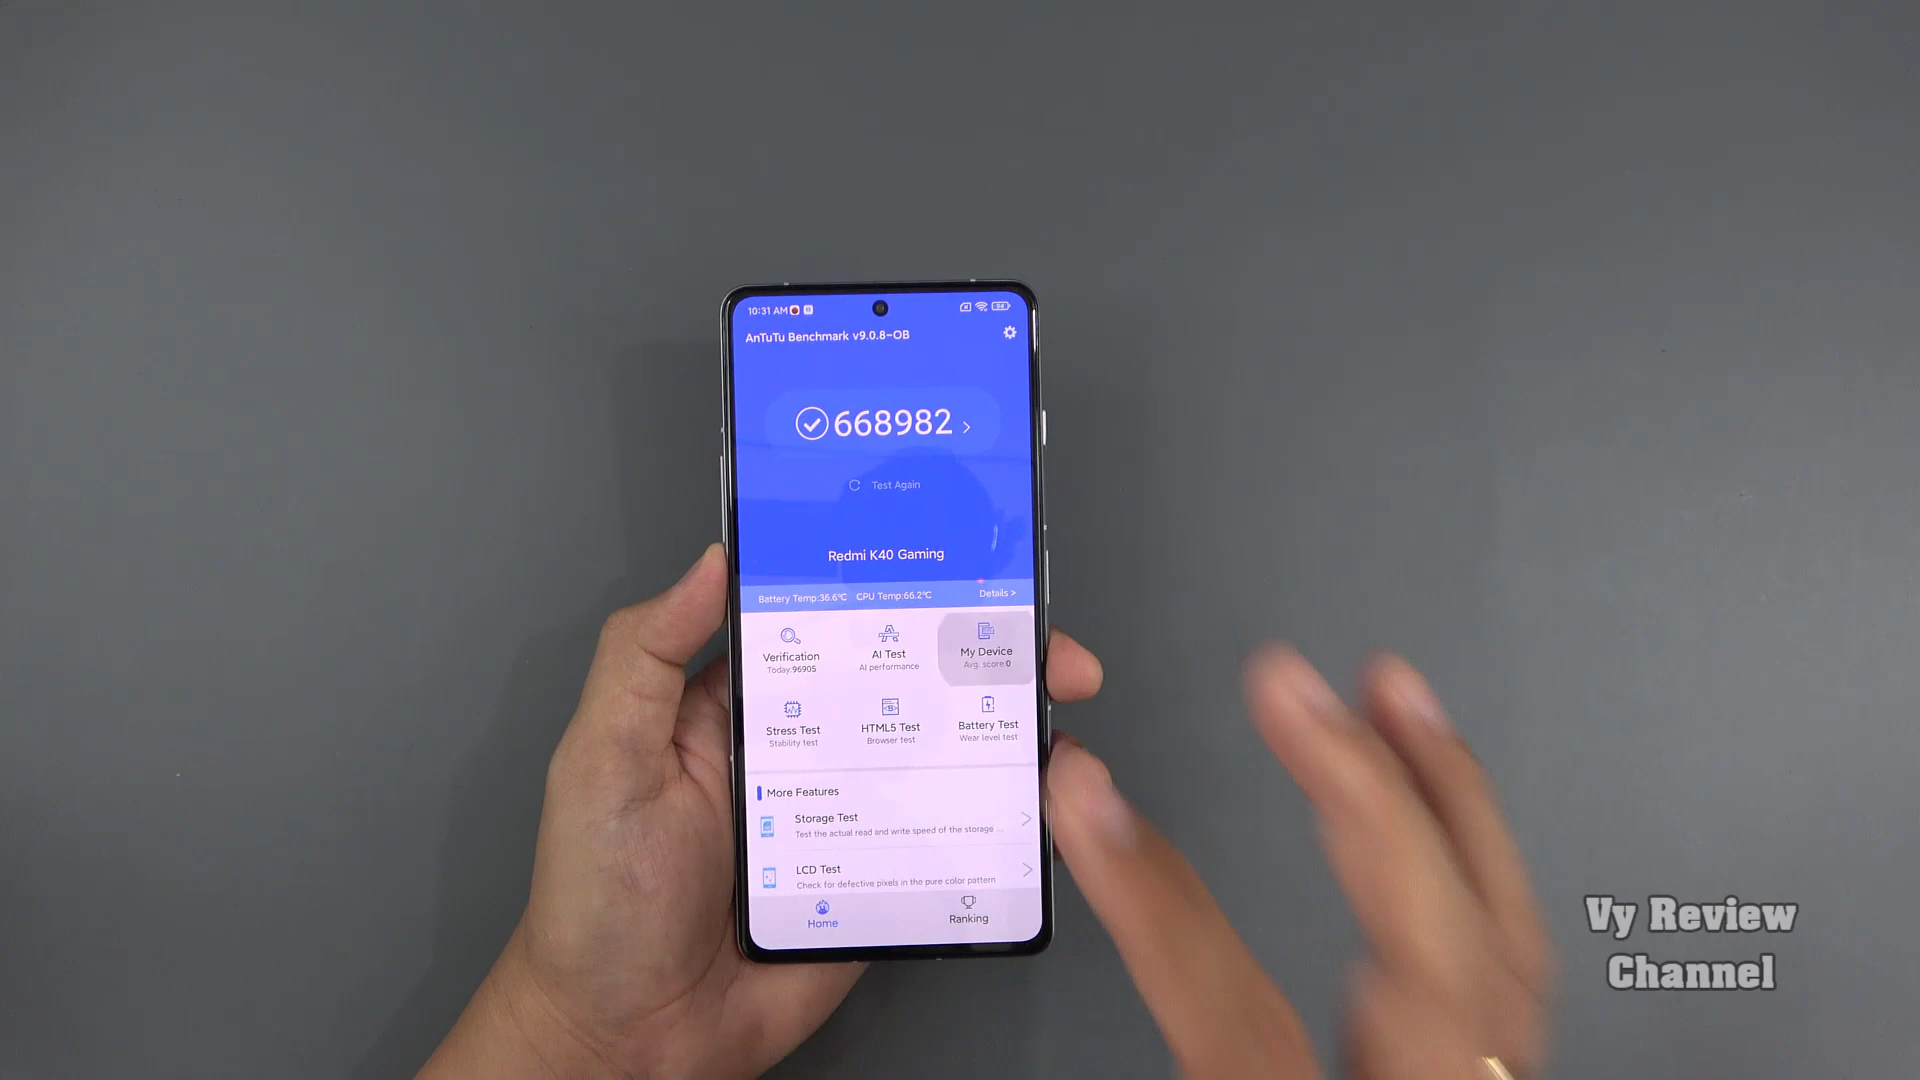 10:31 AM
94
AnTuTu Benchmark v9.0.8-OB
668982
Test Again
Redmi K40 Gaming
Battery Temp:36.6℃ CPU Temp:66.2℃ Details >
Verification
Today:96905
AI Test
AI performance
My Device
Avg. score:0
Stress Test
Stability test
HTML5 Test
Browser test
Battery Test
Wear level test
More Features
Storage Test
Test the actual read and write speed of the storage ...
LCD Test
Check for defective pixels in the pure color pattern
Home
Ranking
Vy Review
Channel